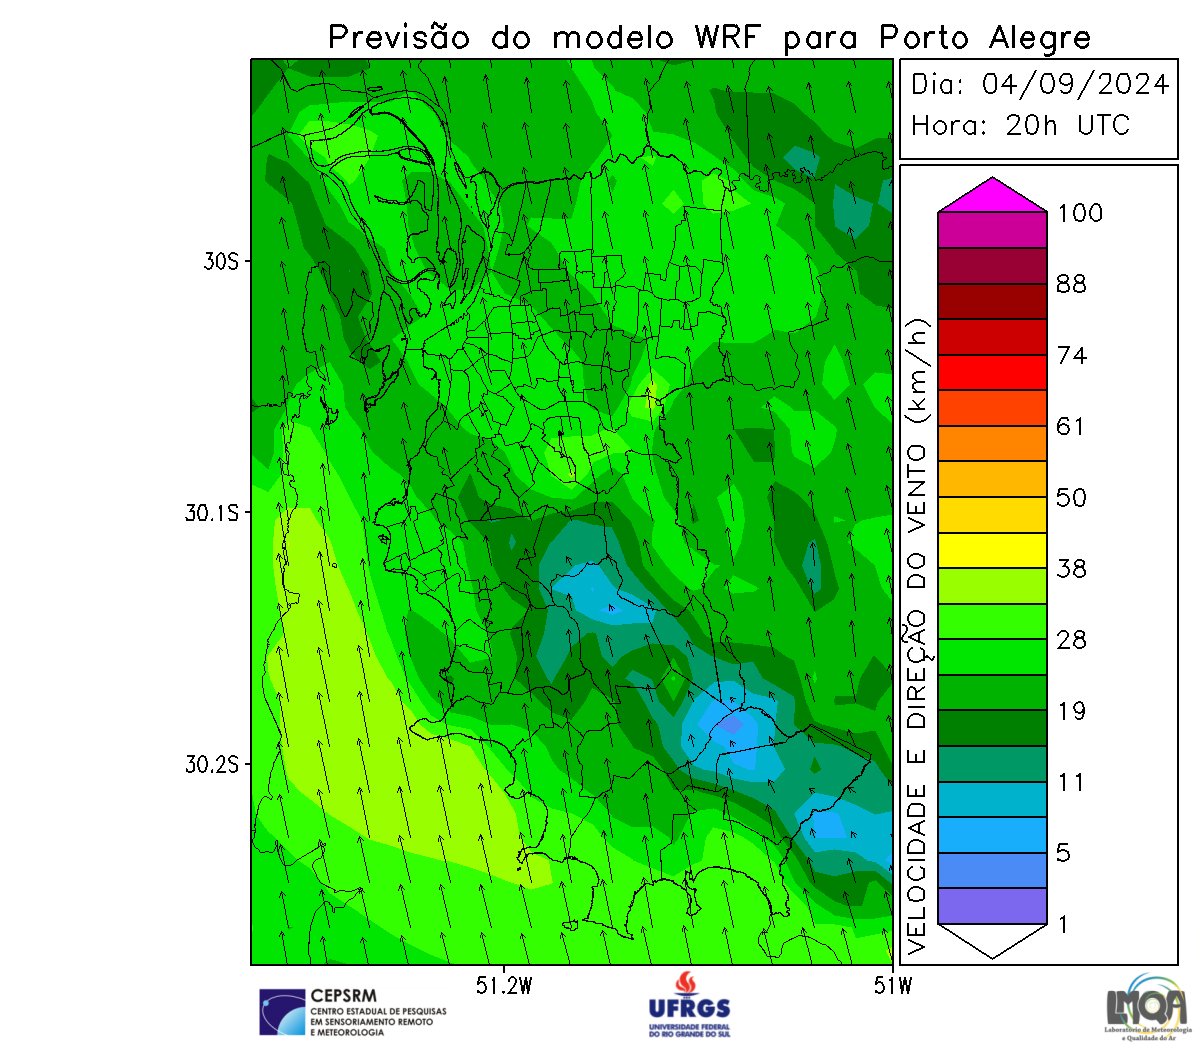 Previsão do modelo WRF para Porto Alegre
Dia: 04/09/2024
Hora: 20h UTC
30S
30.1S
30.2S
51.2W
51W
VELOCIDADE E DIREÇÃO DO VENTO (km/h)
100
88
74
61
50
38
28
19
11
5
1
CEPSRM
CENTRO ESTADUAL DE PESQUISAS
EM SENSORIAMENTO REMOTO
E METEOROLOGIA
UFRGS
UNIVERSIDADE FEDERAL
DO RIO GRANDE DO SUL
LMQA
Laboratório de Meteorologia
e Qualidade do Ar